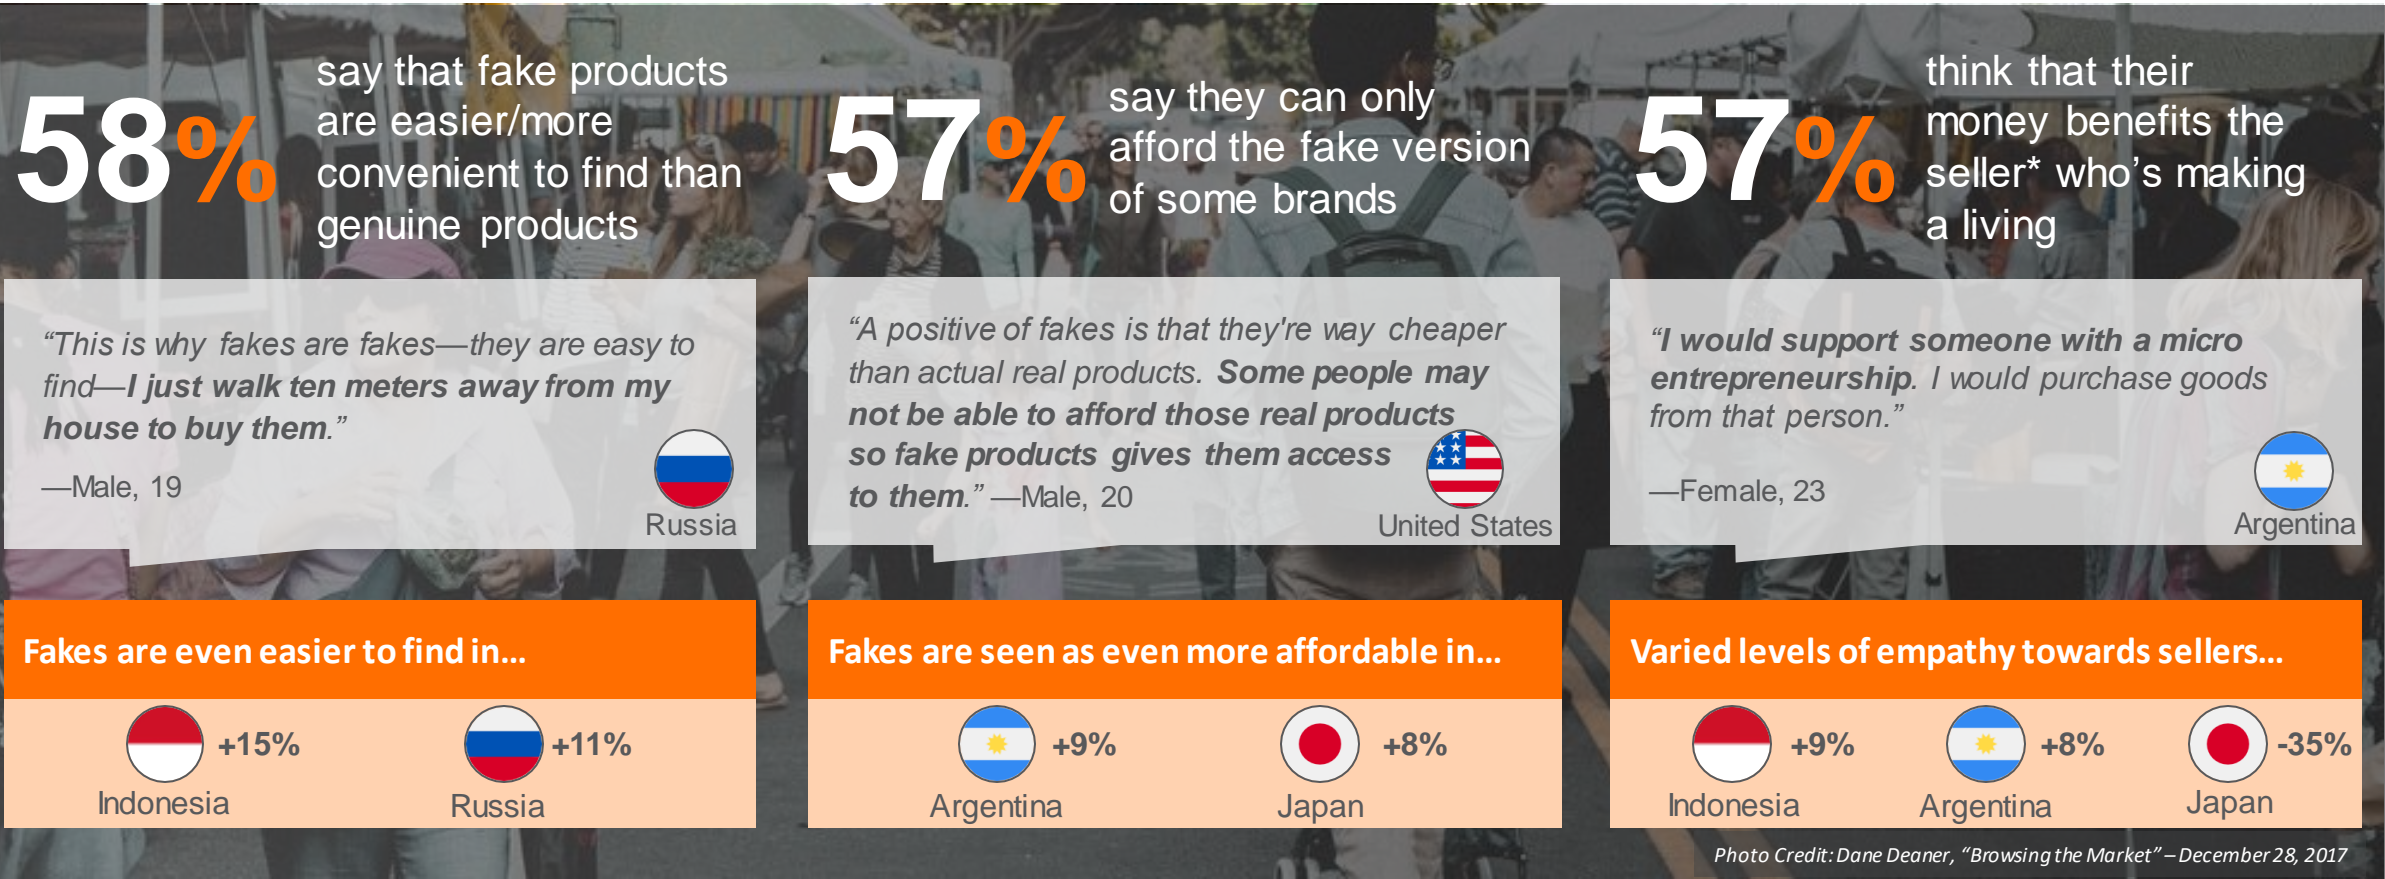 58%
say that fake products
are easier/more
convenient to find than
genuine products
“This is why fakes are fakes—they are easy to
find—I just walk ten meters away from my
house to buy them.”
—Male, 19
Russia
Fakes are even easier to find in...
+15%
Indonesia
+11%
Russia
57%
say they can only
afford the fake version
of some brands
“A positive of fakes is that they're way cheaper
than actual real products. Some people may
not be able to afford those real products
so fake products gives them access
to them.” —Male, 20
United States
Fakes are seen as even more affordable in...
+9%
Argentina
+8%
Japan
57%
think that their
money benefits the
seller* who’s making
a living
“I would support someone with a micro
entrepreneurship. I would purchase goods
from that person.”
—Female, 23
Argentina
Varied levels of empathy towards sellers...
+9%
Indonesia
+8%
Argentina
-35%
Japan
Photo Credit: Dane Deaner, “Browsing the Market” – December 28, 2017